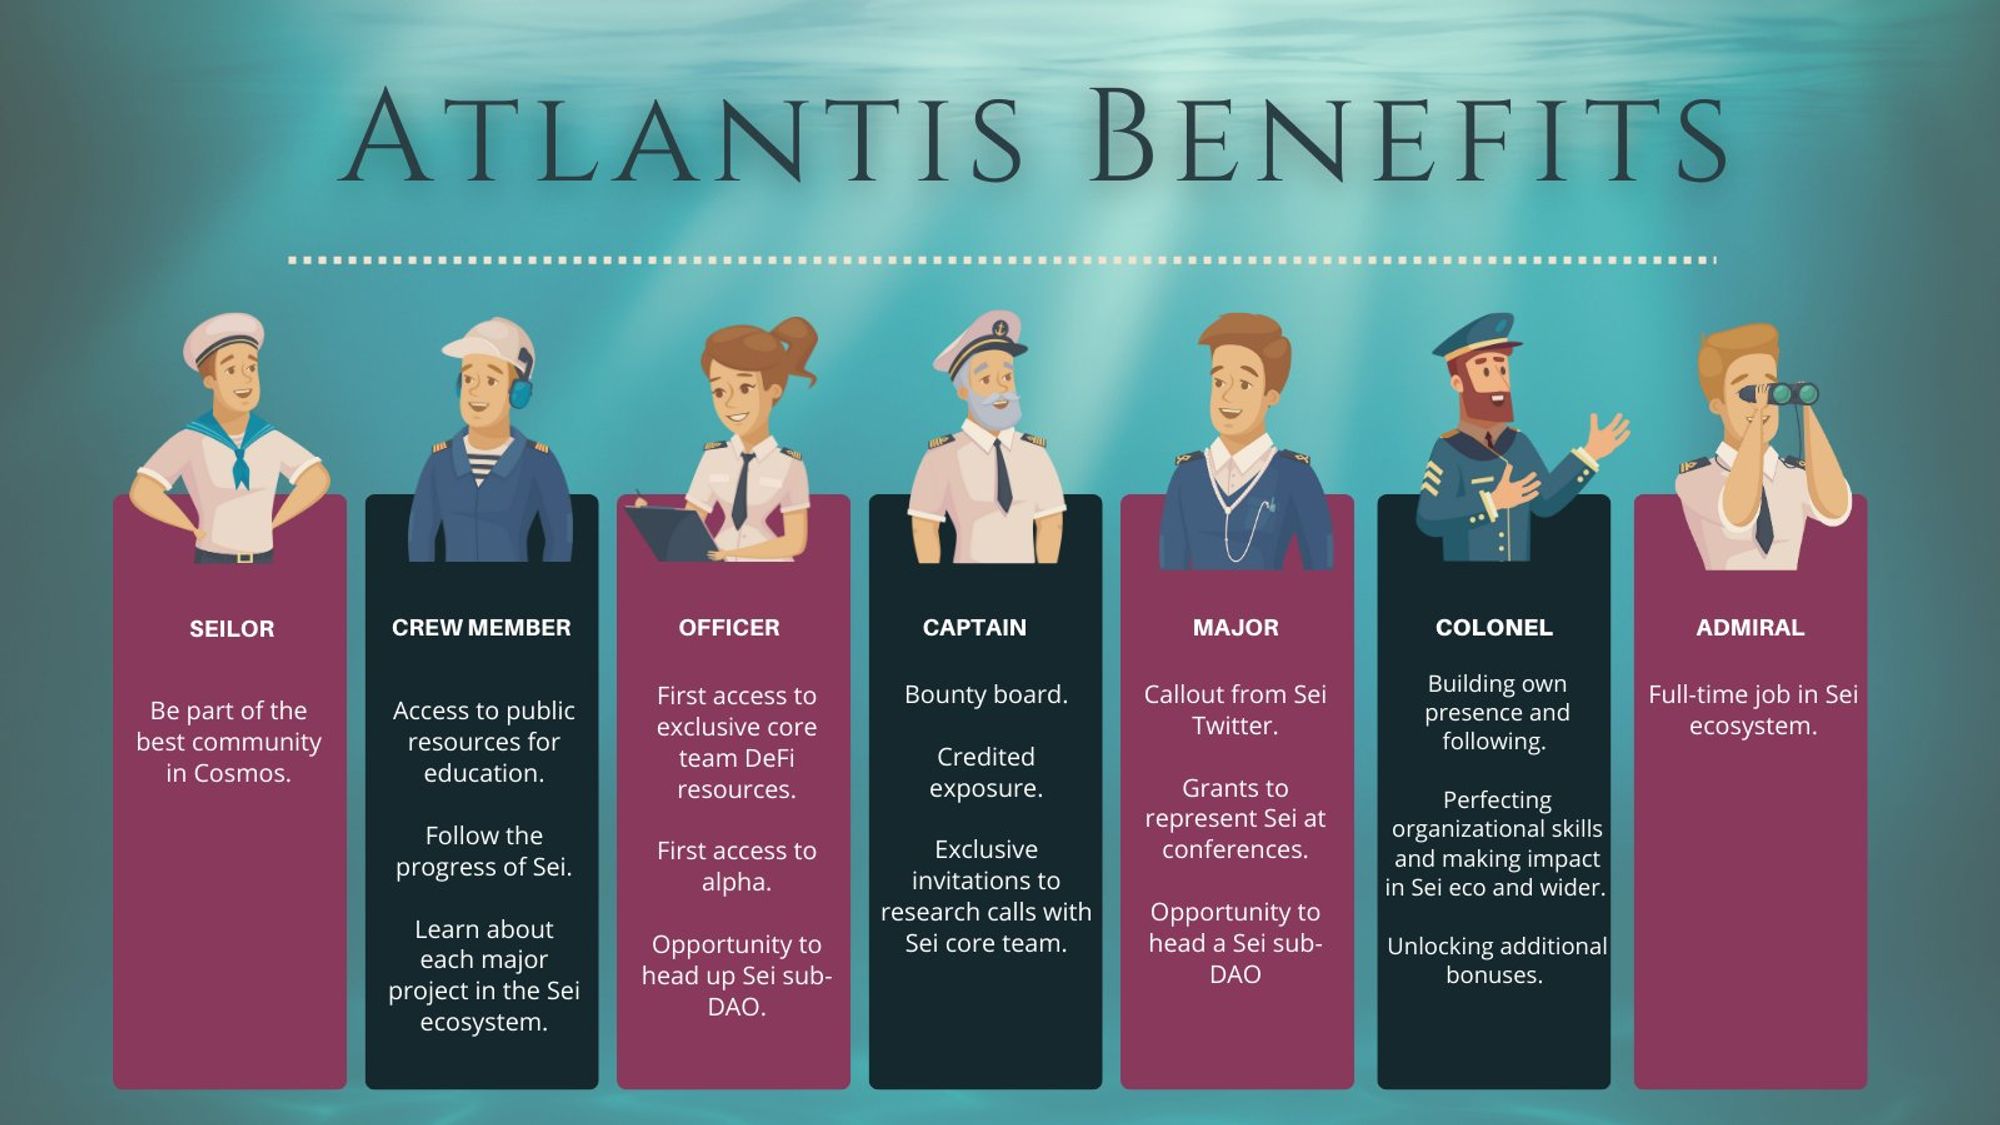 ATLANTIS BENEFITS
SEILOR
Be part of the
best community
in Cosmos.
CREW MEMBER
Access to public
resources for
education.
Follow the
progress of Sei.
Learn about
each major
project in the Sei
ecosystem.
OFFICER
First access to
exclusive core
team DeFi
resources.
First access to
alpha.
Opportunity to
head up Sei sub-
DAO.
CAPTAIN
Bounty board.
Credited
exposure.
Exclusive
invitations to
research calls with
Sei core team.
MAJOR
Callout from Sei
Twitter.
Grants to
represent Sei at
conferences.
Opportunity to
head a Sei sub-
DAO
COLONEL
Building own
presence and
following.
Perfecting
organizational skills
and making impact
in Sei eco and wider.
Unlocking additional
bonuses.
ADMIRAL
Full-time job in Sei
ecosystem.